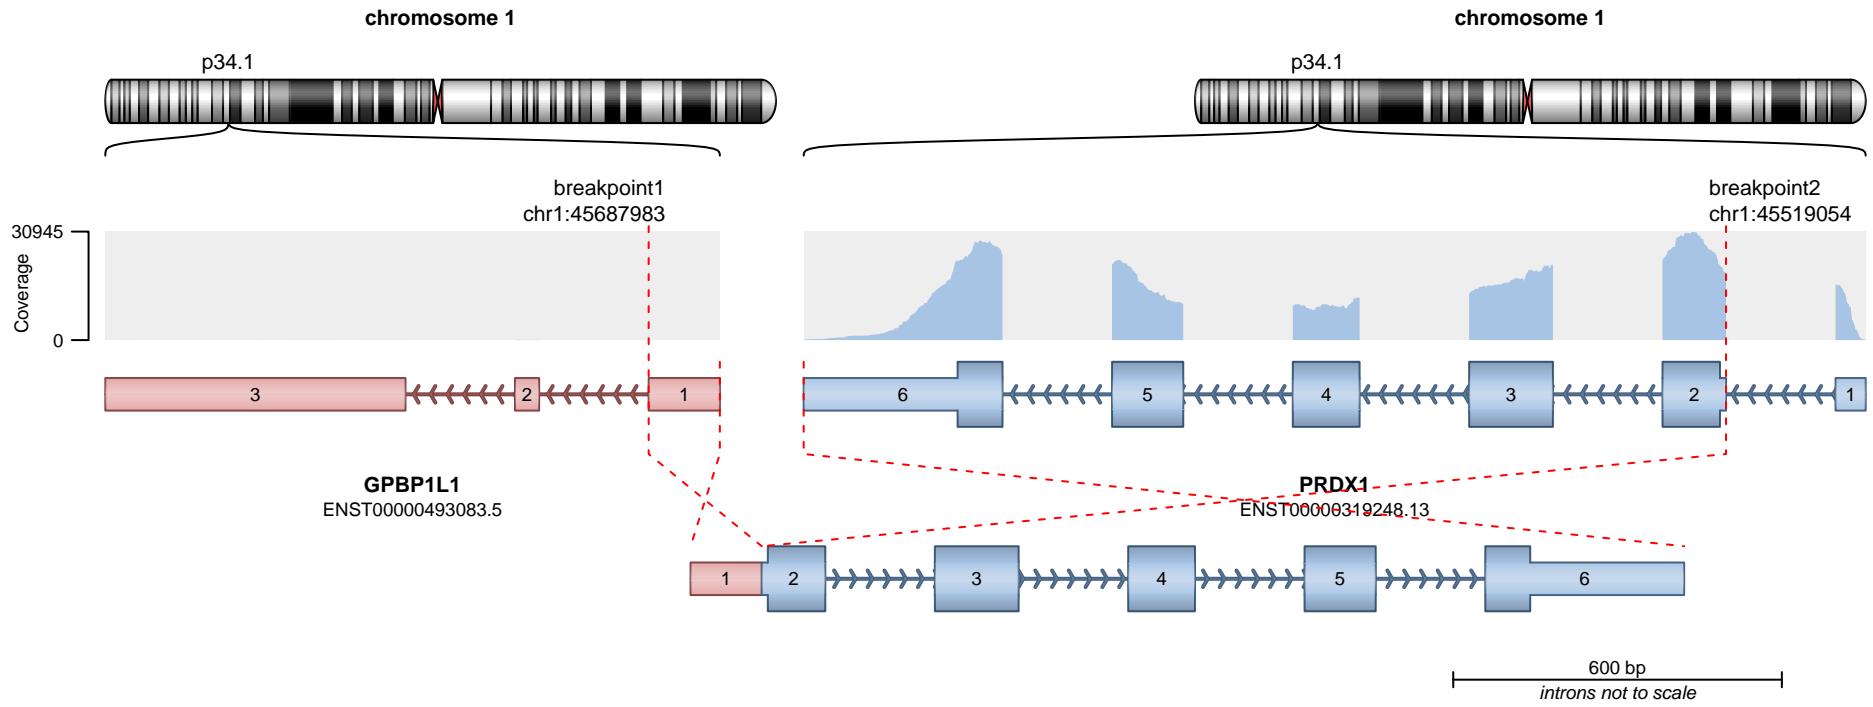 chromosome 1
chromosome 1
p34.1
p34.1
breakpoint1
chr1:45687983
breakpoint2
chr1:45519054
30945
Coverage
0
3
2
1
6
5
4
3
2
1
GPBP1L1
ENST00000493083.5
PRDX1
ENST00000319248.13
1
2
3
4
5
6
600 bp
introns not to scale